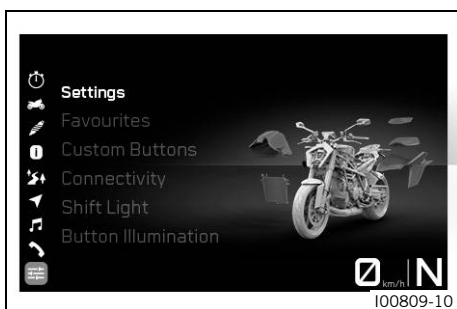 Settings
Favourites
Custom Buttons
Connectivity
Shift Light
Button Illumination
0 km/h N
I00809-10